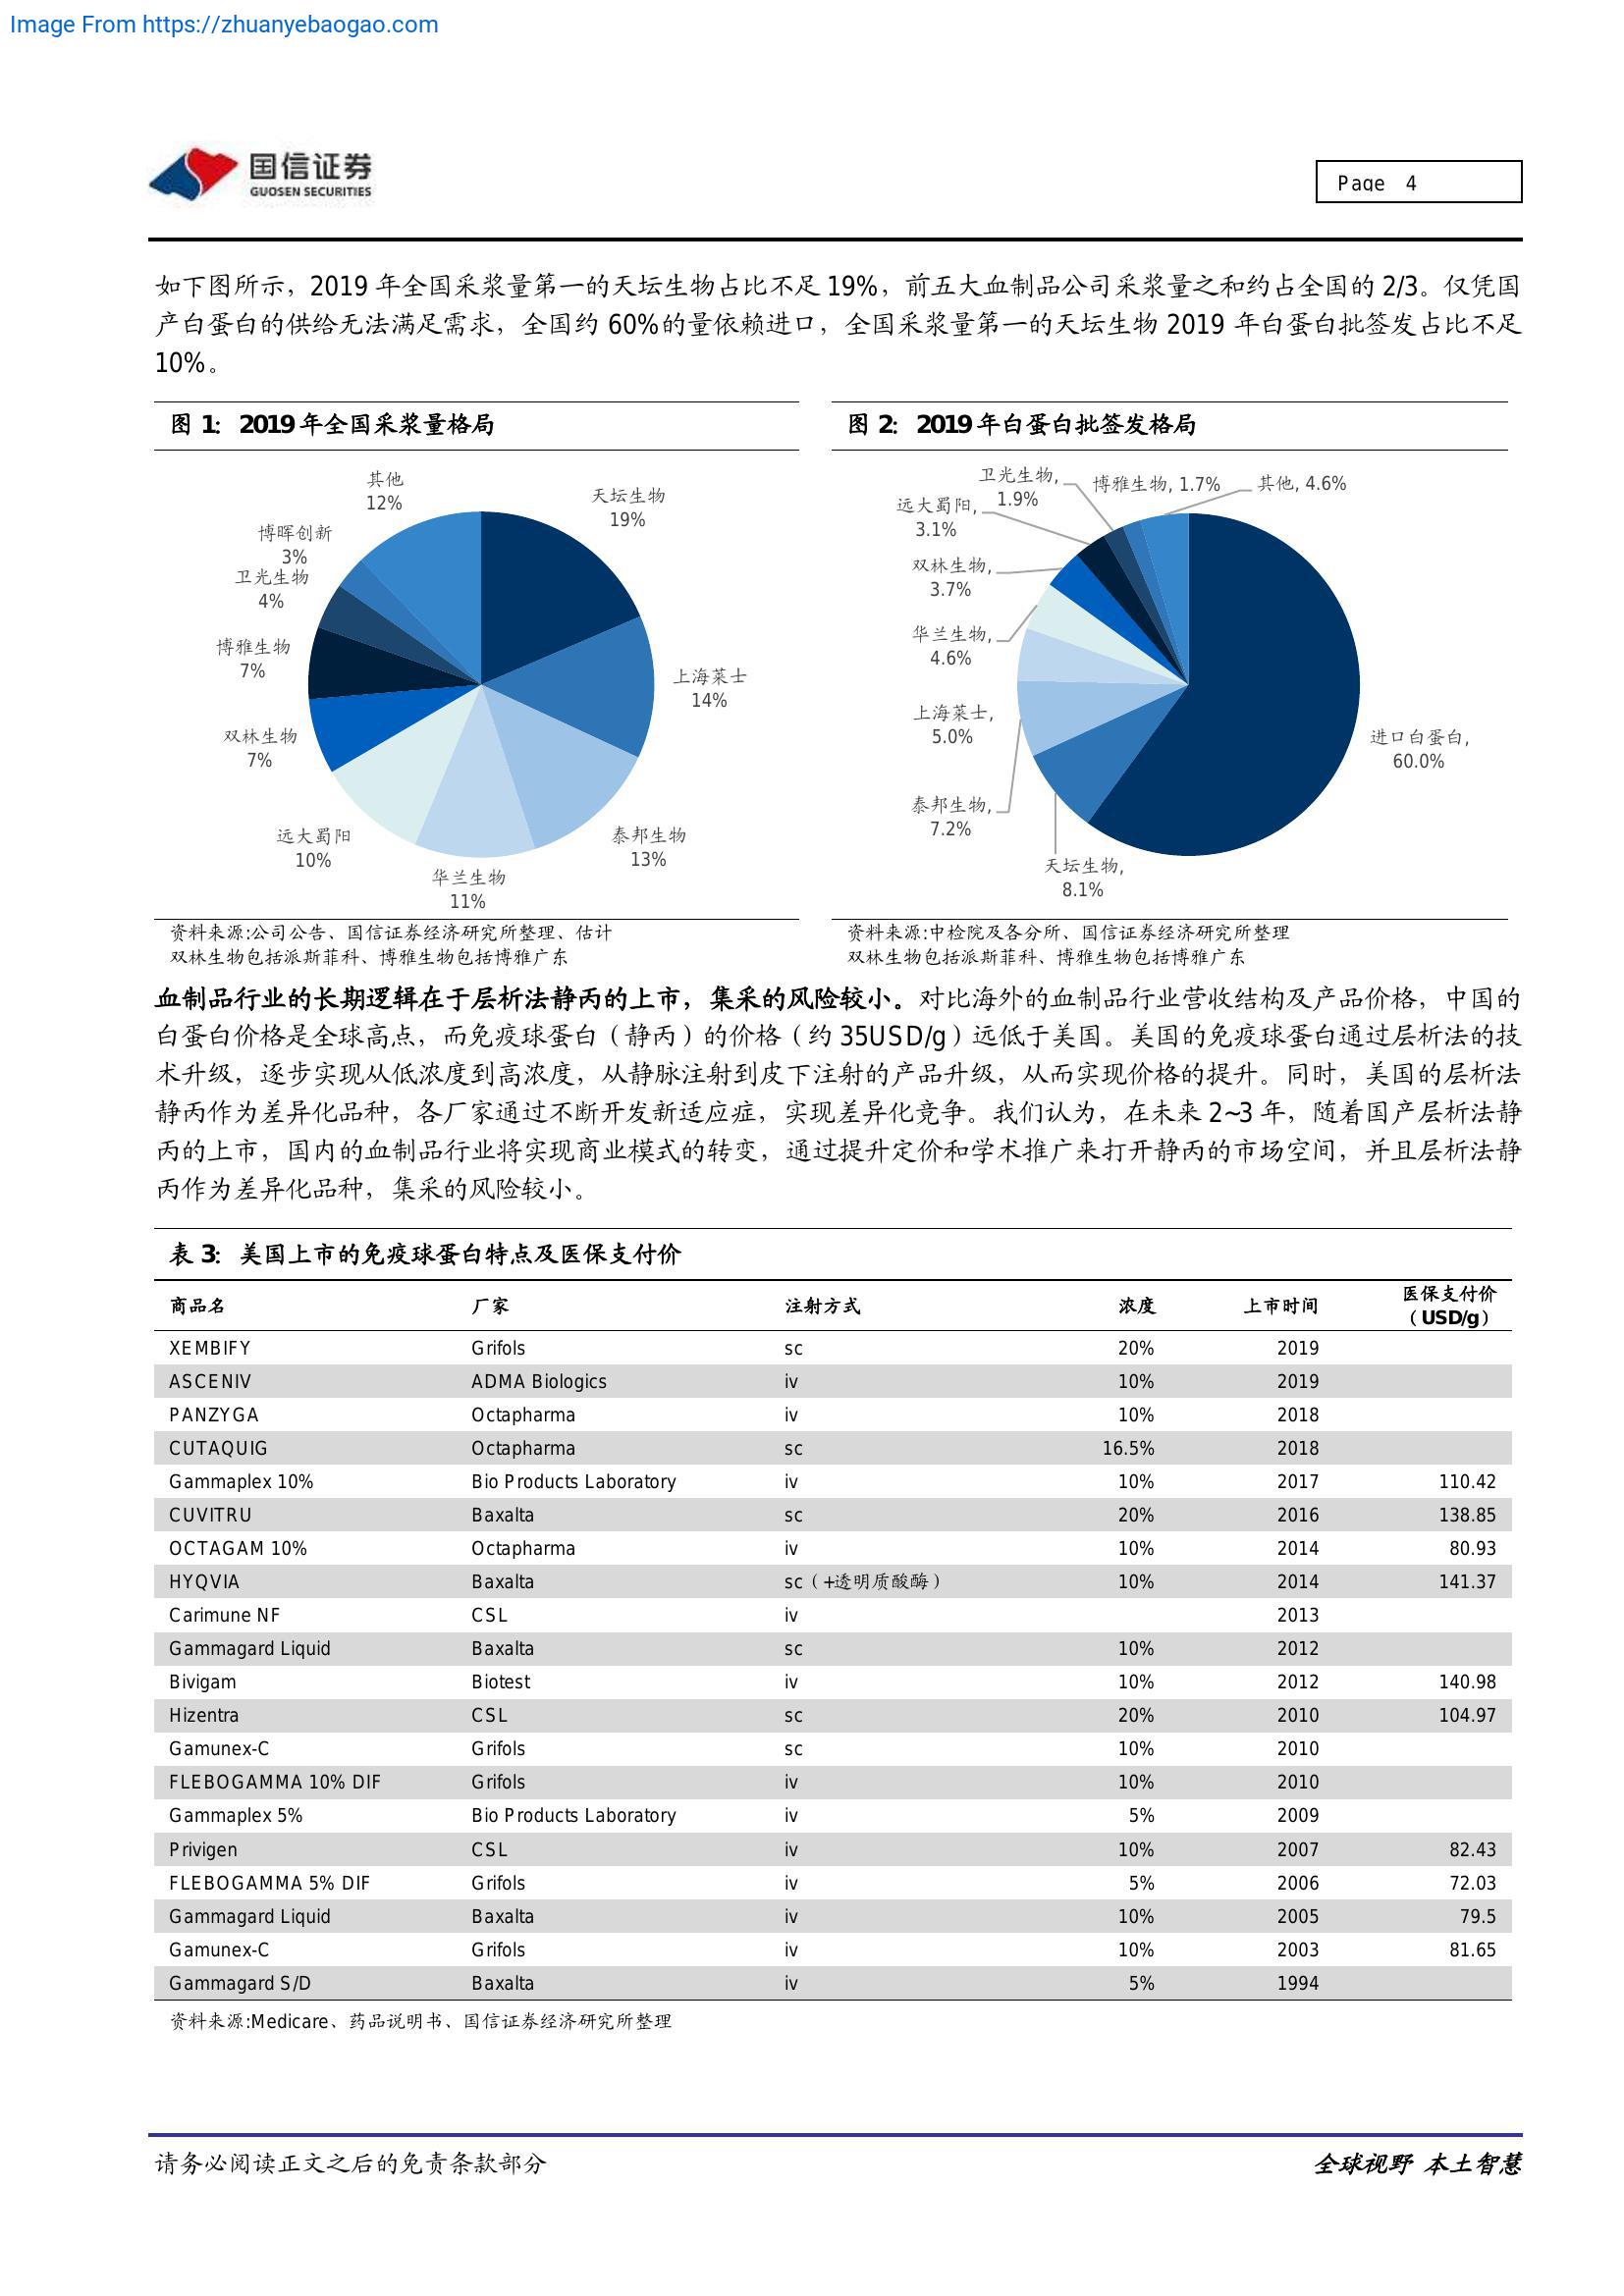 Image From https://zhuanyebaogao.com
国信证券
GUOSEN SECURITIES
Page 4
如下图所示，2019 年全国采浆量第一的天坛生物占比不足 19%，前五大血制品公司采浆量之和约占全国的 2/3。仅凭国
产白蛋白的供给无法满足需求，全国约 60%的量依赖进口，全国采浆量第一的天坛生物 2019 年白蛋白批签发占比不足
10%。
图 1：2019 年全国采浆量格局
其他
12%
天坛生物
19%
博晖创新
3%
卫光生物
4%
博雅生物
7%
上海莱士
14%
双林生物
7%
远大蜀阳
10%
泰邦生物
13%
华兰生物
11%
资料来源:公司公告、国信证券经济研究所整理、估计
双林生物包括派斯菲科、博雅生物包括博雅广东
图 2：2019 年白蛋白批签发格局
卫光生物,
1.9%
博雅生物, 1.7%
其他, 4.6%
远大蜀阳,
3.1%
双林生物,
3.7%
华兰生物,
4.6%
上海莱士,
5.0%
进口白蛋白,
60.0%
泰邦生物,
7.2%
天坛生物,
8.1%
资料来源:中检院及各分所、国信证券经济研究所整理
双林生物包括派斯菲科、博雅生物包括博雅广东
血制品行业的长期逻辑在于层析法静丙的上市，集采的风险较小。对比海外的血制品行业营收结构及产品价格，中国的
白蛋白价格是全球高点，而免疫球蛋白（静丙）的价格（约 35USD/g）远低于美国。美国的免疫球蛋白通过层析法的技
术升级，逐步实现从低浓度到高浓度，从静脉注射到皮下注射的产品升级，从而实现价格的提升。同时，美国的层析法
静丙作为差异化品种，各厂家通过不断开发新适应症，实现差异化竞争。我们认为，在未来 2~3 年，随着国产层析法静
丙的上市，国内的血制品行业将实现商业模式的转变，通过提升定价和学术推广来打开静丙的市场空间，并且层析法静
丙作为差异化品种，集采的风险较小。
表 3：美国上市的免疫球蛋白特点及医保支付价
商品名 厂家 注射方式 浓度 上市时间 医保支付价
（USD/g）
XEMBIFY Grifols sc 20% 2019
ASCENIV ADMA Biologics iv 10% 2019
PANZYGA Octapharma iv 10% 2018
CUTAQUIG Octapharma sc 16.5% 2018
Gammaplex 10% Bio Products Laboratory iv 10% 2017 110.42
CUVITRU Baxalta sc 20% 2016 138.85
OCTAGAM 10% Octapharma iv 10% 2014 80.93
HYQVIA Baxalta sc（+透明质酸酶） 10% 2014 141.37
Carimune NF CSL iv 2013
Gammagard Liquid Baxalta sc 10% 2012
Bivigam Biotest iv 10% 2012 140.98
Hizentra CSL sc 20% 2010 104.97
Gamunex-C Grifols sc 10% 2010
FLEBOGAMMA 10% DIF Grifols iv 10% 2010
Gammaplex 5% Bio Products Laboratory iv 5% 2009
Privigen CSL iv 10% 2007 82.43
FLEBOGAMMA 5% DIF Grifols iv 5% 2006 72.03
Gammagard Liquid Baxalta iv 10% 2005 79.5
Gamunex-C Grifols iv 10% 2003 81.65
Gammagard S/D Baxalta iv 5% 1994
资料来源:Medicare、药品说明书、国信证券经济研究所整理
请务必阅读正文之后的免责条款部分
全球视野 本土智慧